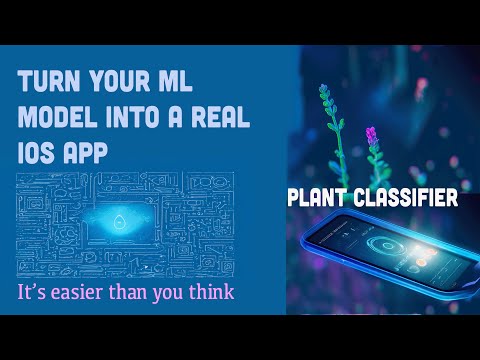 TURN YOUR ML
MODEL INTO A REAL
IOS APP
It's easier than you think
PLANT CLASSIFIER